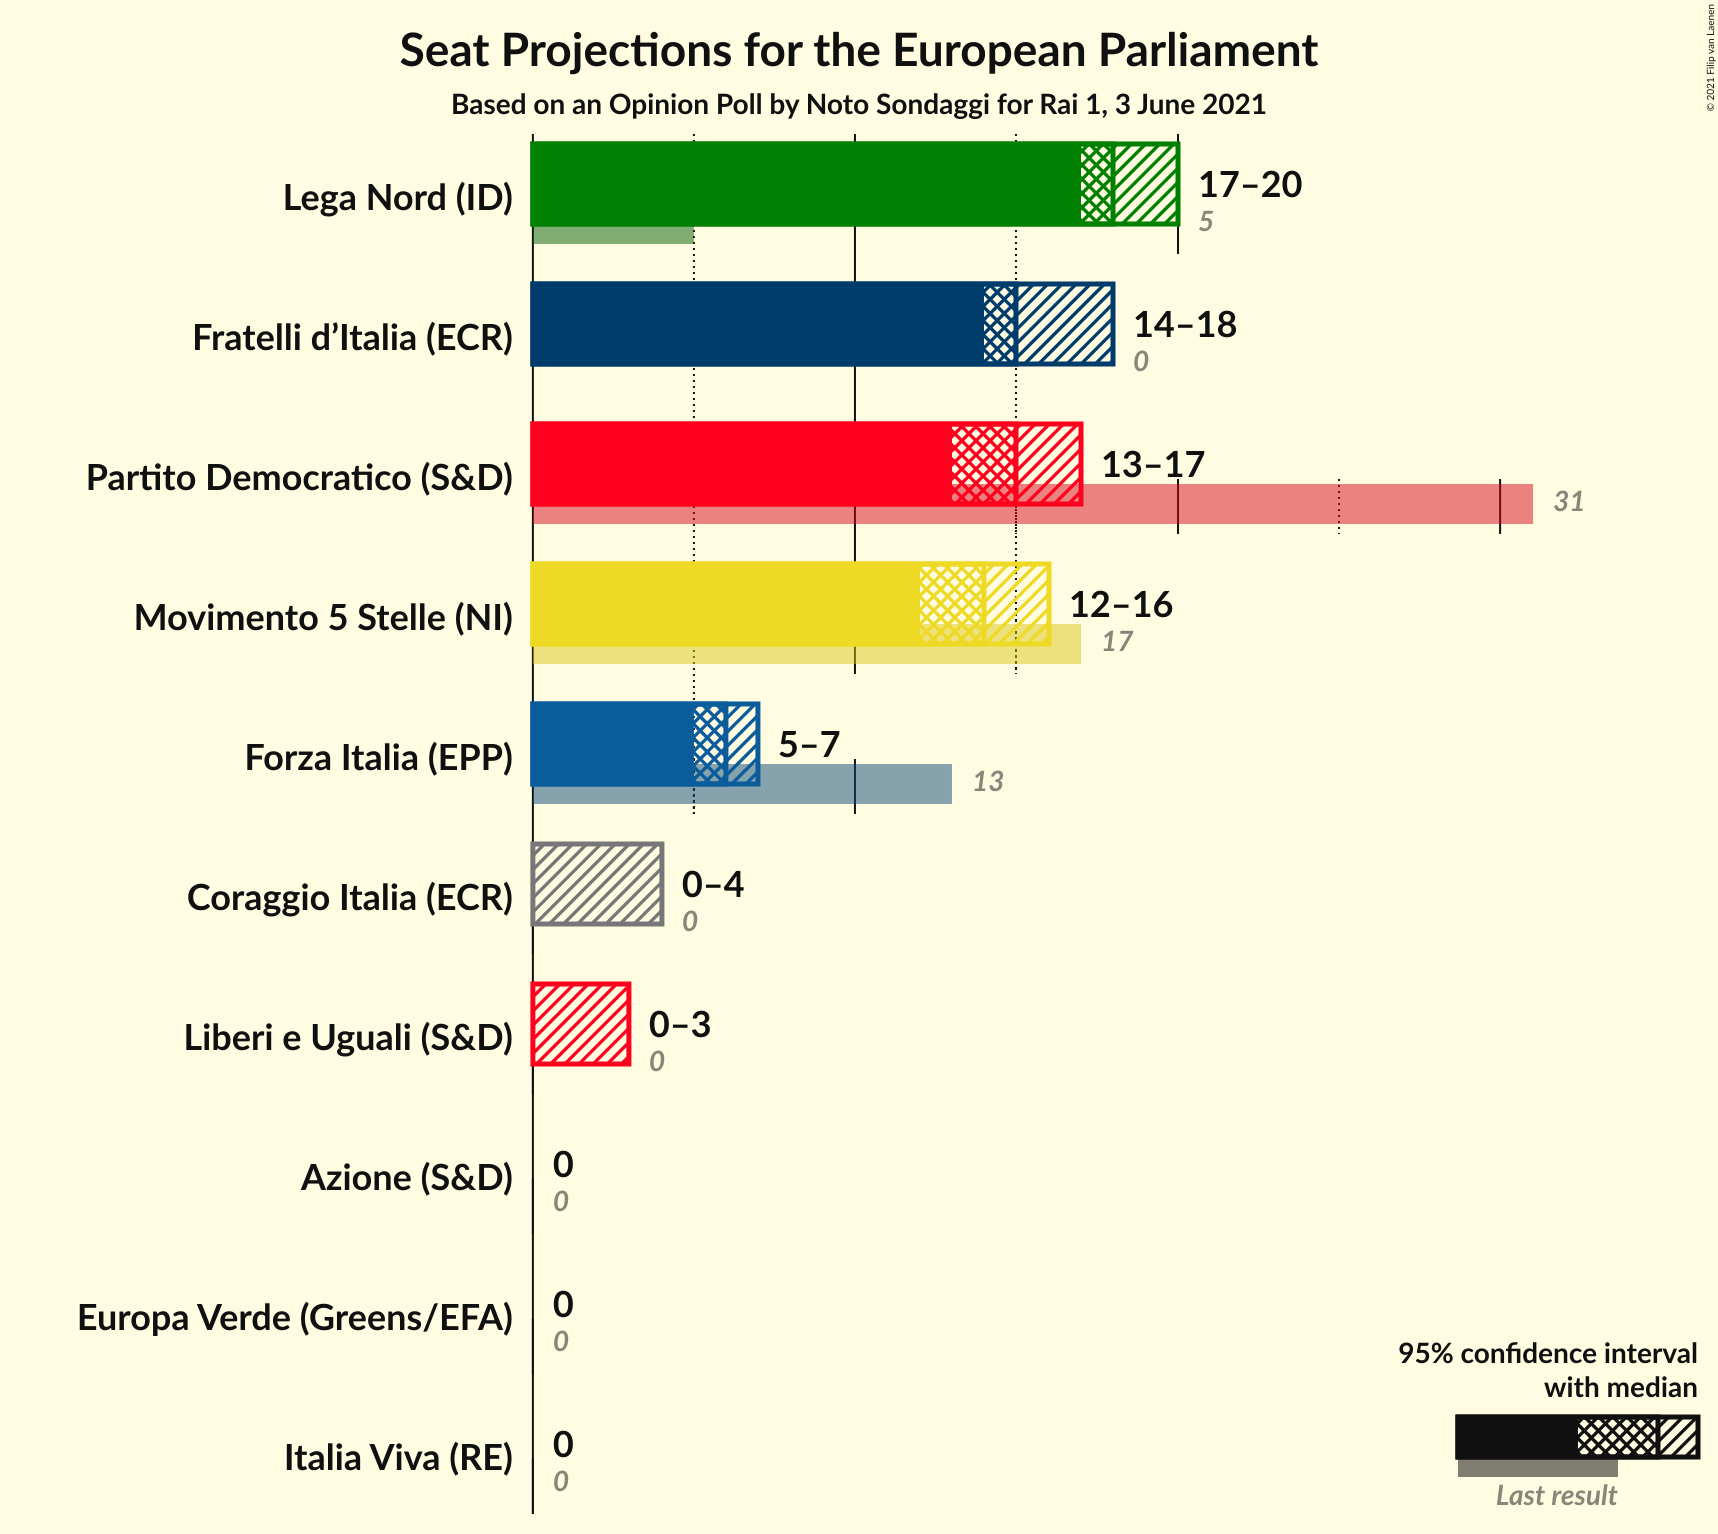 Seat Projections for the European Parliament
Based on an Opinion Poll by Noto Sondaggi for Rai 1, 3 June 2021
© 2021 Filip van Laenen
Lega Nord (ID)
17–20
5
Fratelli d’Italia (ECR)
14–18
0
Partito Democratico (S&D)
13–17
31
Movimento 5 Stelle (NI)
12–16
17
Forza Italia (EPP)
5–7
13
Coraggio Italia (ECR)
0–4
0
Liberi e Uguali (S&D)
0–3
0
Azione (S&D)
0
0
Europa Verde (Greens/EFA)
0
0
Italia Viva (RE)
0
0
95% confidence interval
with median
Last result